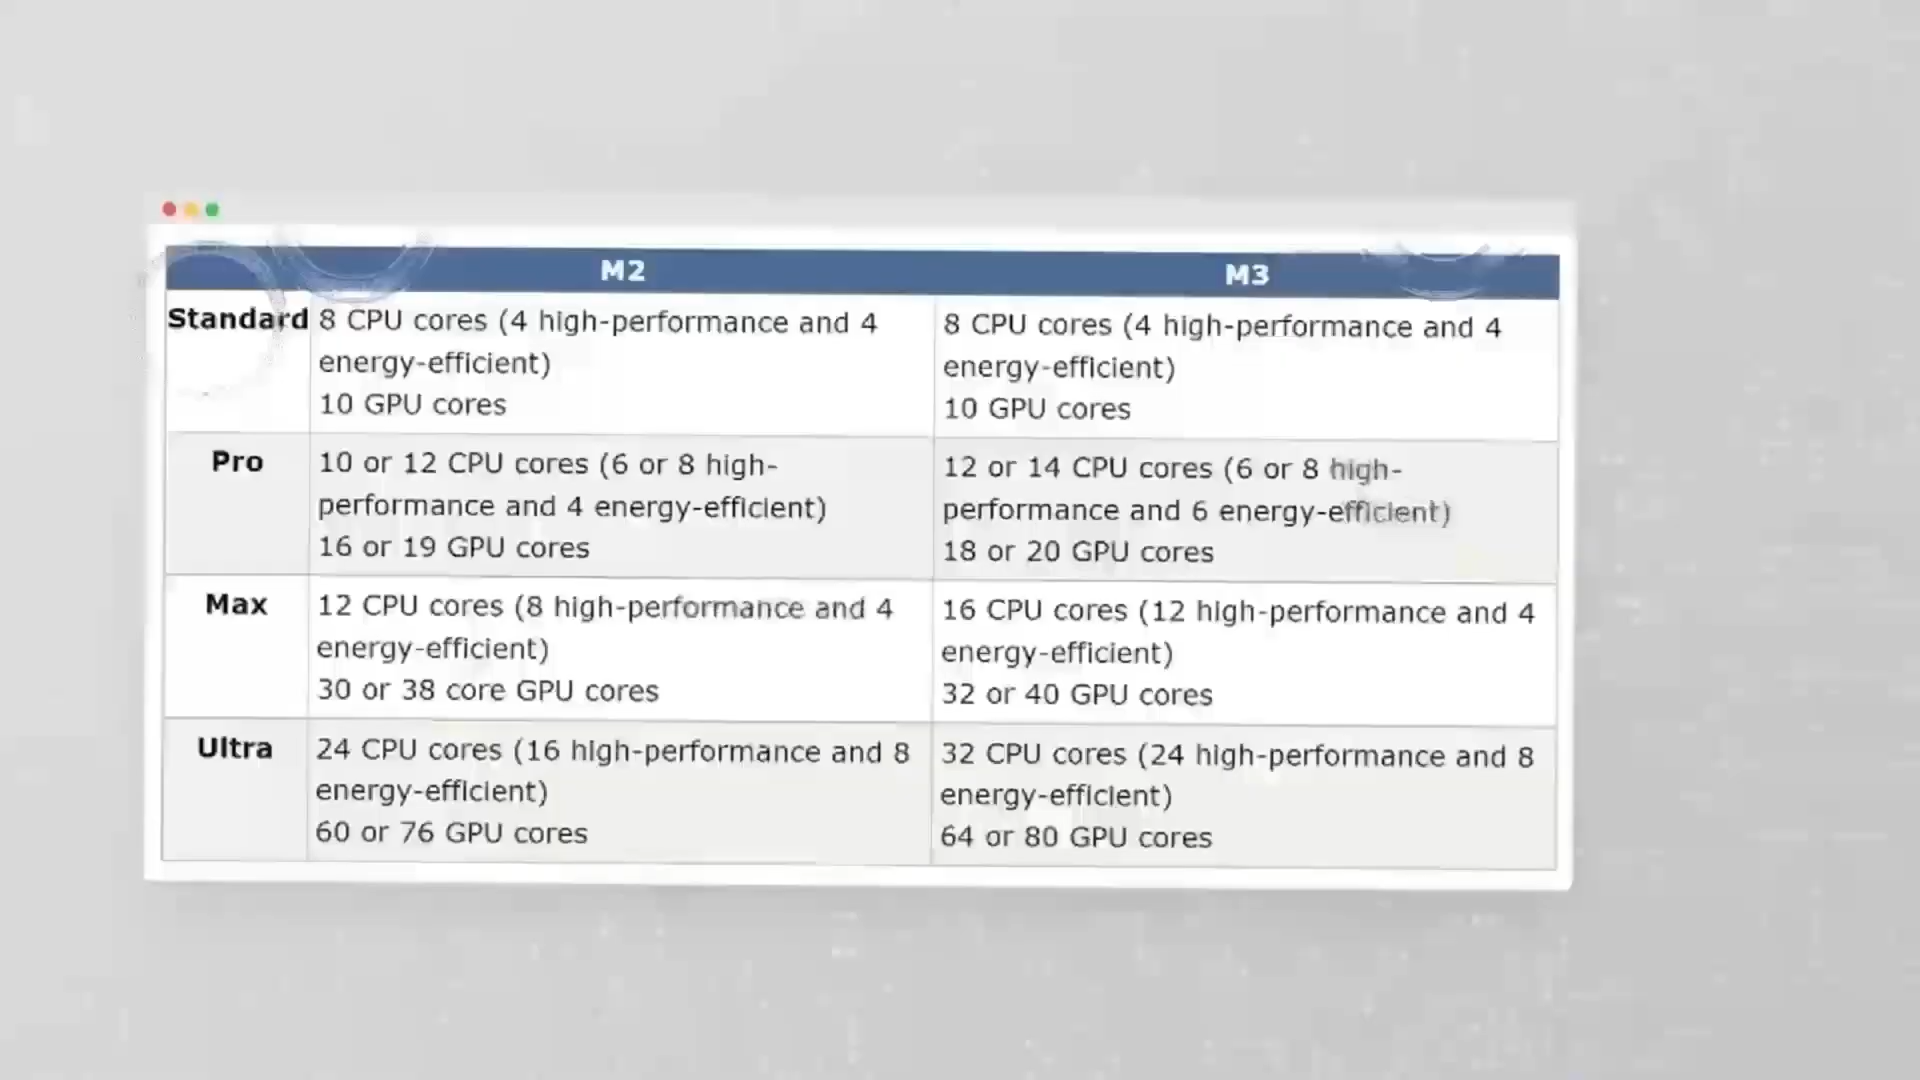 M2 M3
Standard 8 CPU cores (4 high-performance and 4 8 CPU cores (4 high-performance and 4
energy-efficient) energy-efficient)
10 GPU cores 10 GPU cores
Pro 10 or 12 CPU cores (6 or 8 high- 12 or 14 CPU cores (6 or 8 high-
performance and 4 energy-efficient) performance and 6 energy-efficient)
16 or 19 GPU cores 18 or 20 GPU cores
Max 12 CPU cores (8 high-performance and 4 16 CPU cores (12 high-performance and 4
energy-efficient) energy-efficient)
30 or 38 core GPU cores 32 or 40 GPU cores
Ultra 24 CPU cores (16 high-performance and 8 32 CPU cores (24 high-performance and 8
energy-efficient) energy-efficient)
60 or 76 GPU cores 64 or 80 GPU cores